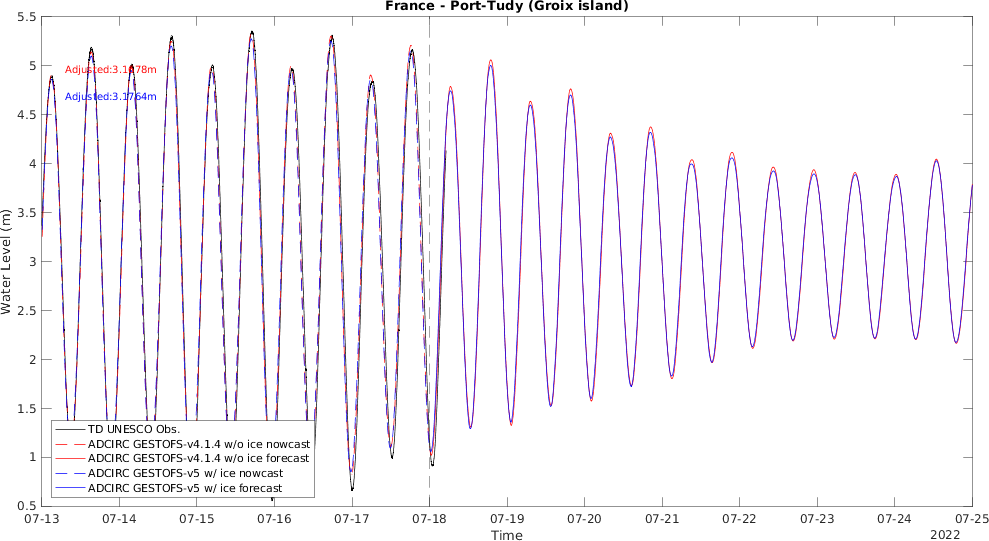 France - Port-Tudy (Groix island)
5.5
5
4.5
4
3.5
3
2.5
2
1.5
1
0.5
Water Level (m)
Adjusted:3.1978m
Adjusted:3.1764m
TD UNESCO Obs.
ADCIRC GESTOFS-v4.1.4 w/o ice nowcast
ADCIRC GESTOFS-v4.1.4 w/o ice forecast
ADCIRC GESTOFS-v5 w/ ice nowcast
ADCIRC GESTOFS-v5 w/ ice forecast
07-13 07-14 07-15 07-16 07-17 07-18 07-19 07-20 07-21 07-22 07-23 07-24 07-25
Time
2022